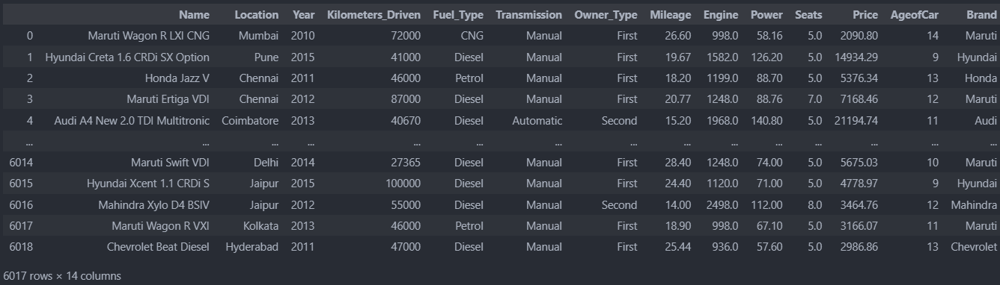 Name Location Year Kilometers_Driven Fuel_Type Transmission Owner_Type Mileage Engine Power Seats Price AgeofCar Brand
0 Maruti Wagon R LXI CNG Mumbai 2010 72000 CNG Manual First 26.60 998.0 58.16 5.0 2090.80 14 Maruti
1 Hyundai Creta 1.6 CRDi SX Option Pune 2015 41000 Diesel Manual First 19.67 1582.0 126.20 5.0 14934.29 9 Hyundai
2 Honda Jazz V Chennai 2011 46000 Petrol Manual First 18.20 1199.0 88.70 5.0 5376.34 13 Honda
3 Maruti Ertiga VDI Chennai 2012 87000 Diesel Manual First 20.77 1248.0 88.76 7.0 7168.46 12 Maruti
4 Audi A4 New 2.0 TDI Multitronic Coimbatore 2013 40670 Diesel Automatic Second 15.20 1968.0 140.80 5.0 21194.74 11 Audi
... ... ... ... ... ... ... ... ... ... ... ... ... ... ...
6014 Maruti Swift VDI Delhi 2014 27365 Diesel Manual First 28.40 1248.0 74.00 5.0 5675.03 10 Maruti
6015 Hyundai Xcent 1.1 CRDi S Jaipur 2015 100000 Diesel Manual First 24.40 1120.0 71.00 5.0 4778.97 9 Hyundai
6016 Mahindra Xylo D4 BSIV Jaipur 2012 55000 Diesel Manual Second 14.00 2498.0 112.00 8.0 3464.76 12 Mahindra
6017 Maruti Wagon R VXI Kolkata 2013 46000 Petrol Manual First 18.90 998.0 67.10 5.0 3166.07 11 Maruti
6018 Chevrolet Beat Diesel Hyderabad 2011 47000 Diesel Manual First 25.44 936.0 57.60 5.0 2986.86 13 Chevrolet
6017 rows × 14 columns